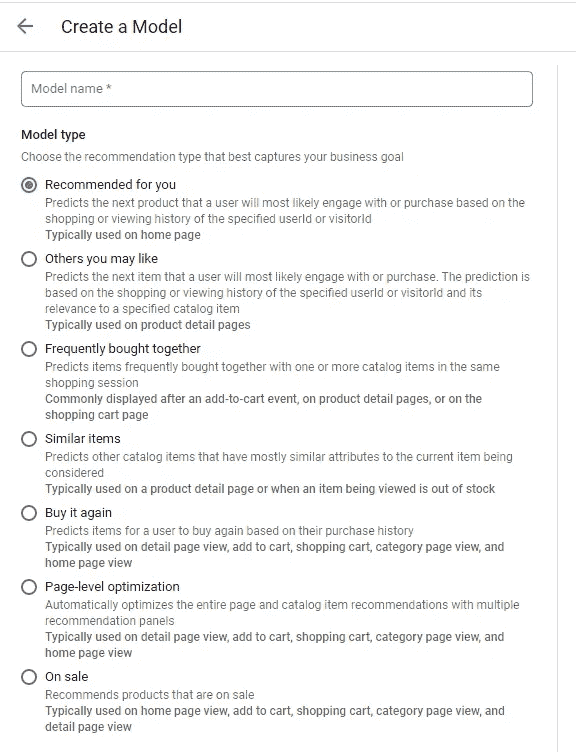 Create a Model
Model name *
Model type
Choose the recommendation type that best captures your business goal
Recommended for you
Predicts the next product that a user will most likely engage with or purchase based on the
shopping or viewing history of the specified userId or visitorId
Typically used on home page
Others you may like
Predicts the next item that a user will most likely engage with or purchase. The prediction is
based on the shopping or viewing history of the specified userId or visitorId and its
relevance to a specified catalog item
Typically used on product detail pages
Frequently bought together
Predicts items frequently bought together with one or more catalog items in the same
shopping session
Commonly displayed after an add-to-cart event, on product detail pages, or on the
shopping cart page
Similar items
Predicts other catalog items that have mostly similar attributes to the current item being
considered
Typically used on a product detail page or when an item being viewed is out of stock
Buy it again
Predicts items for a user to buy again based on their purchase history
Typically used on detail page view, add to cart, shopping cart, category page view, and
home page view
Page-level optimization
Automatically optimizes the entire page and catalog item recommendations with multiple
recommendation panels
Typically used on detail page view, add to cart, shopping cart, category page view, and
home page view
On sale
Recommends products that are on sale
Typically used on home page view, add to cart, shopping cart, category page view, and
detail page view